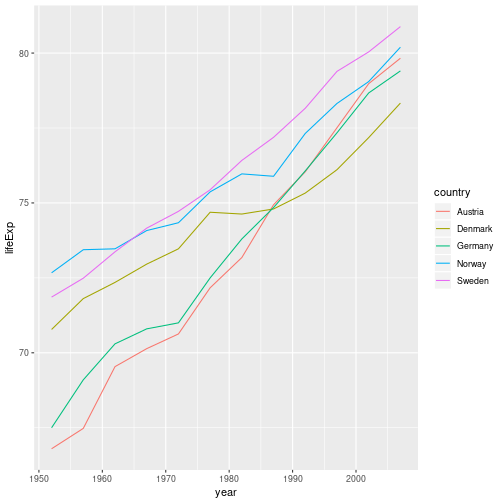 80
75
70
lifeExp
1950
1960
1970
1980
1990
2000
year
country
Austria
Denmark
Germany
Norway
Sweden